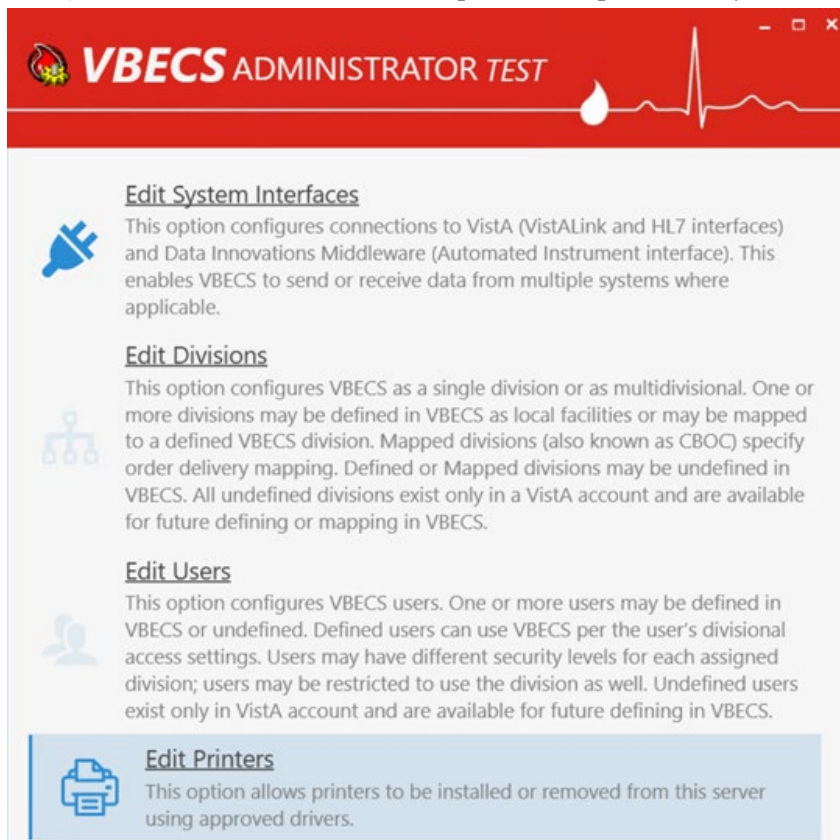 VBECS ADMINISTRATOR TEST
Edit System Interfaces
This option configures connections to VistA (VistALink and HL7 interfaces)
and Data Innovations Middleware (Automated Instrument interface). This
enables VBECS to send or receive data from multiple systems where
applicable.
Edit Divisions
This option configures VBECS as a single division or as multidivisional. One or
more divisions may be defined in VBECS as local facilities or may be mapped
to a defined VBECS division. Mapped divisions (also known as CBOC) specify
order delivery mapping. Defined or Mapped divisions may be undefined in
VBECS. All undefined divisions exist only in a VistA account and are available
for future defining or mapping in VBECS.
Edit Users
This option configures VBECS users. One or more users may be defined in
VBECS or undefined. Defined users can use VBECS per the user's divisional
access settings. Users may have different security levels for each assigned
division; users may be restricted to use the division as well. Undefined users
exist only in VistA account and are available for future defining in VBECS.
Edit Printers
This option allows printers to be installed or removed from this server
using approved drivers.